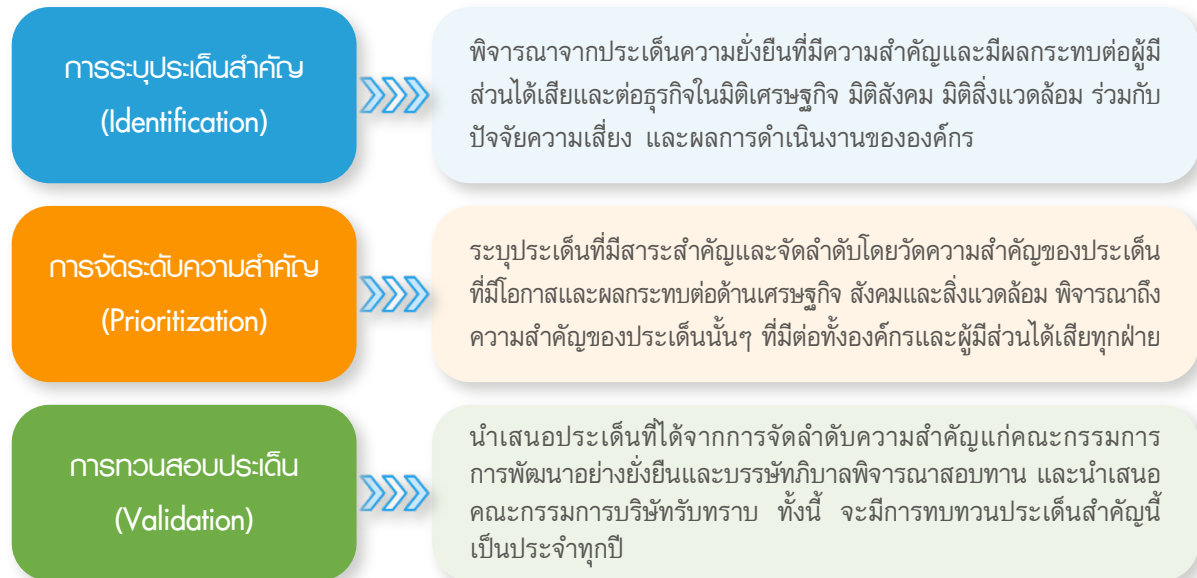 การระบุประเด็นสำคัญ
(Identification)
พิจารณาจากประเด็นความยั่งยืนที่มีความสำคัญและมีผลกระทบต่อผู้มี
ส่วนได้เสียและต่อธุรกิจในมิติเศรษฐกิจ มิติสังคม มิติสิ่งแวดล้อม ร่วมกับ
ปัจจัยความเสี่ยง และผลการดำเนินงานขององค์กร
การจัดระดับความสำคัญ
(Prioritization)
ระบุประเด็นที่มีสาระสำคัญและจัดลำดับโดยวัดความสำคัญของประเด็น
ที่มีโอกาสและผลกระทบต่อด้านเศรษฐกิจ สังคมและสิ่งแวดล้อม พิจารณาถึง
ความสำคัญของประเด็นนั้นๆ ที่มีต่อทั้งองค์กรและผู้มีส่วนได้เสียทุกฝ่าย
การทวนสอบประเด็น
(Validation)
นำเสนอประเด็นที่ได้จากการจัดลำดับความสำคัญแก่คณะกรรมการ
การพัฒนาอย่างยั่งยืนและบรรษัทภิบาลพิจารณาสอบทาน และนำเสนอ
คณะกรรมการบริษัทรับทราบ ทั้งนี้ จะมีการทบทวนประเด็นสำคัญนี้
เป็นประจำทุกปี